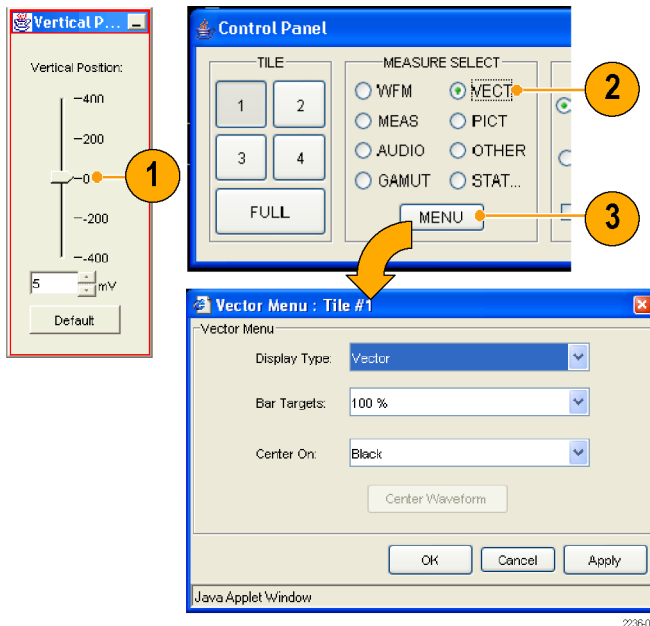 Vertical P...
Vertical Position:
400
200
0
-200
-400
5 mV
Default
1
Control Panel
TILE
1 2
3 4
FULL
MEASURE SELECT
WFM VECT
MEAS PICT
AUDIO OTHER
GAMUT STAT...
MENU
2
3
Vector Menu : Tile #1
Vector Menu
Display Type: Vector
Bar Targets: 100 %
Center On: Black
Center Waveform
OK Cancel Apply
Java Applet Window